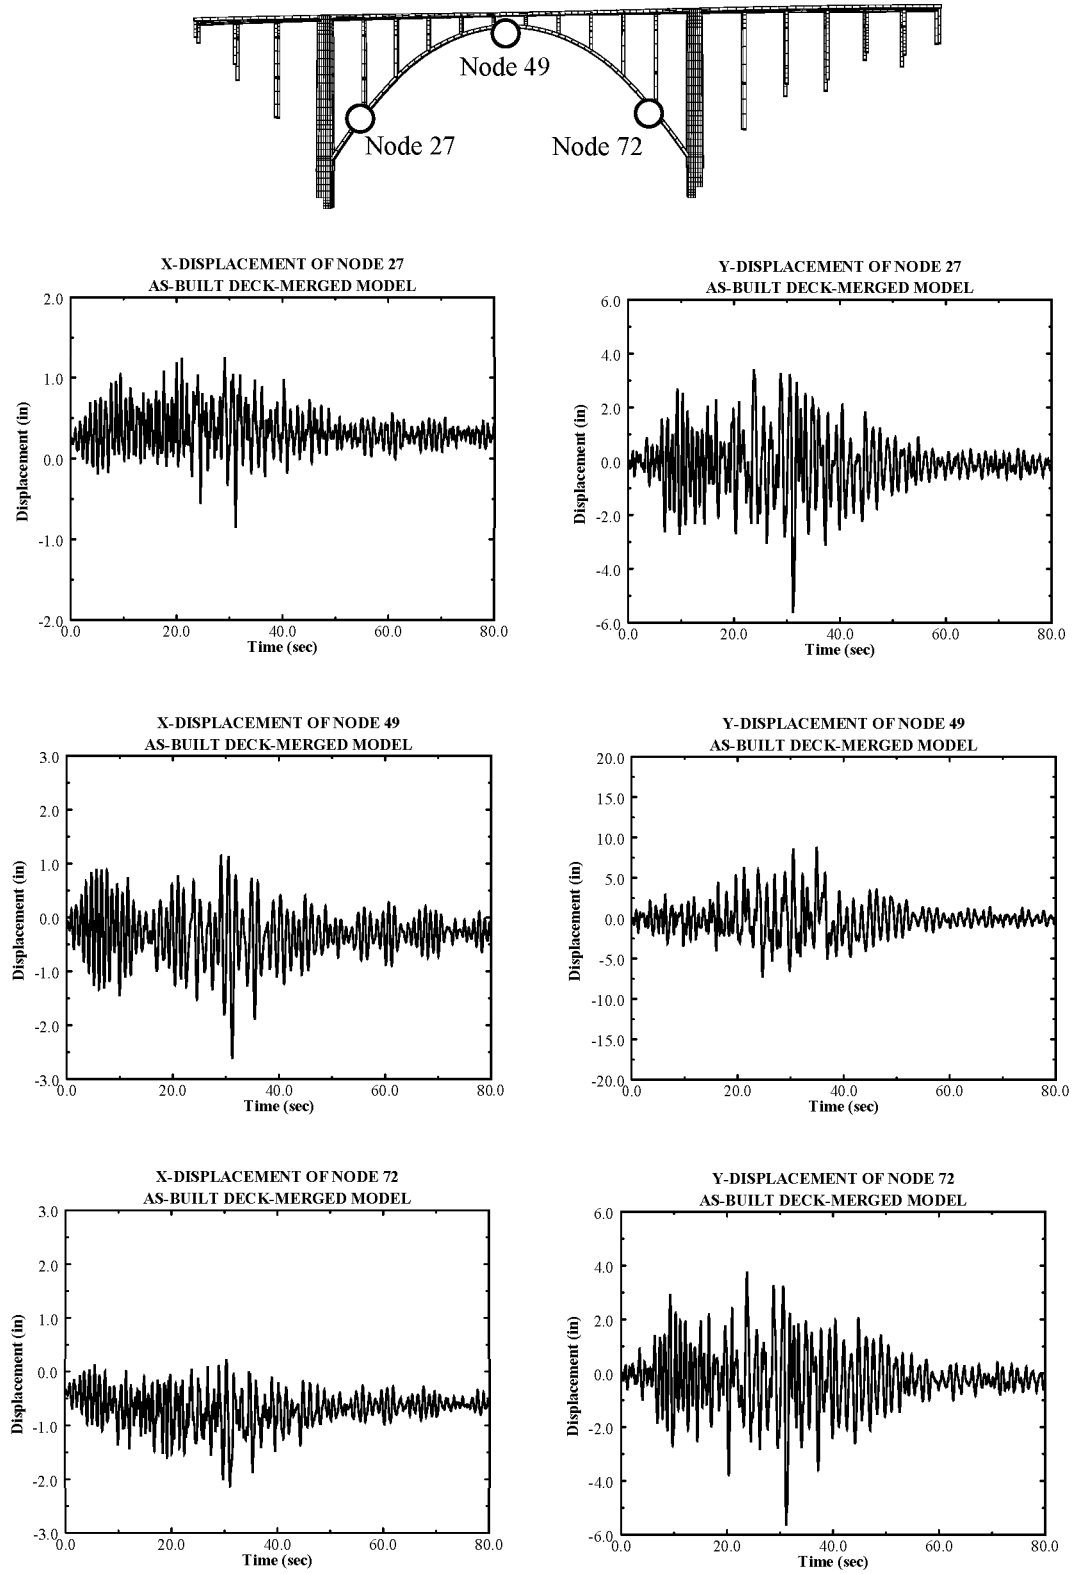 Node 49
Node 27
Node 72
X-DISPLACEMENT OF NODE 27
AS-BUILT DECK-MERGED MODEL
2.0
1.0
0.0
-1.0
-2.0
Displacement (in)
0.0 20.0 40.0 60.0 80.0
Time (sec)
Y-DISPLACEMENT OF NODE 27
AS-BUILT DECK-MERGED MODEL
6.0
4.0
2.0
0.0
-2.0
-4.0
-6.0
Displacement (in)
0.0 20.0 40.0 60.0 80.0
Time (sec)
X-DISPLACEMENT OF NODE 49
AS-BUILT DECK-MERGED MODEL
3.0
2.0
1.0
0.0
-1.0
-2.0
-3.0
Displacement (in)
0.0 20.0 40.0 60.0 80.0
Time (sec)
Y-DISPLACEMENT OF NODE 49
AS-BUILT DECK-MERGED MODEL
20.0
15.0
10.0
5.0
0.0
-5.0
-10.0
-15.0
-20.0
Displacement (in)
0.0 20.0 40.0 60.0 80.0
Time (sec)
X-DISPLACEMENT OF NODE 72
AS-BUILT DECK-MERGED MODEL
3.0
2.0
1.0
0.0
-1.0
-2.0
-3.0
Displacement (in)
0.0 20.0 40.0 60.0 80.0
Time (sec)
Y-DISPLACEMENT OF NODE 72
AS-BUILT DECK-MERGED MODEL
6.0
4.0
2.0
0.0
-2.0
-4.0
-6.0
Displacement (in)
0.0 20.0 40.0 60.0 80.0
Time (sec)